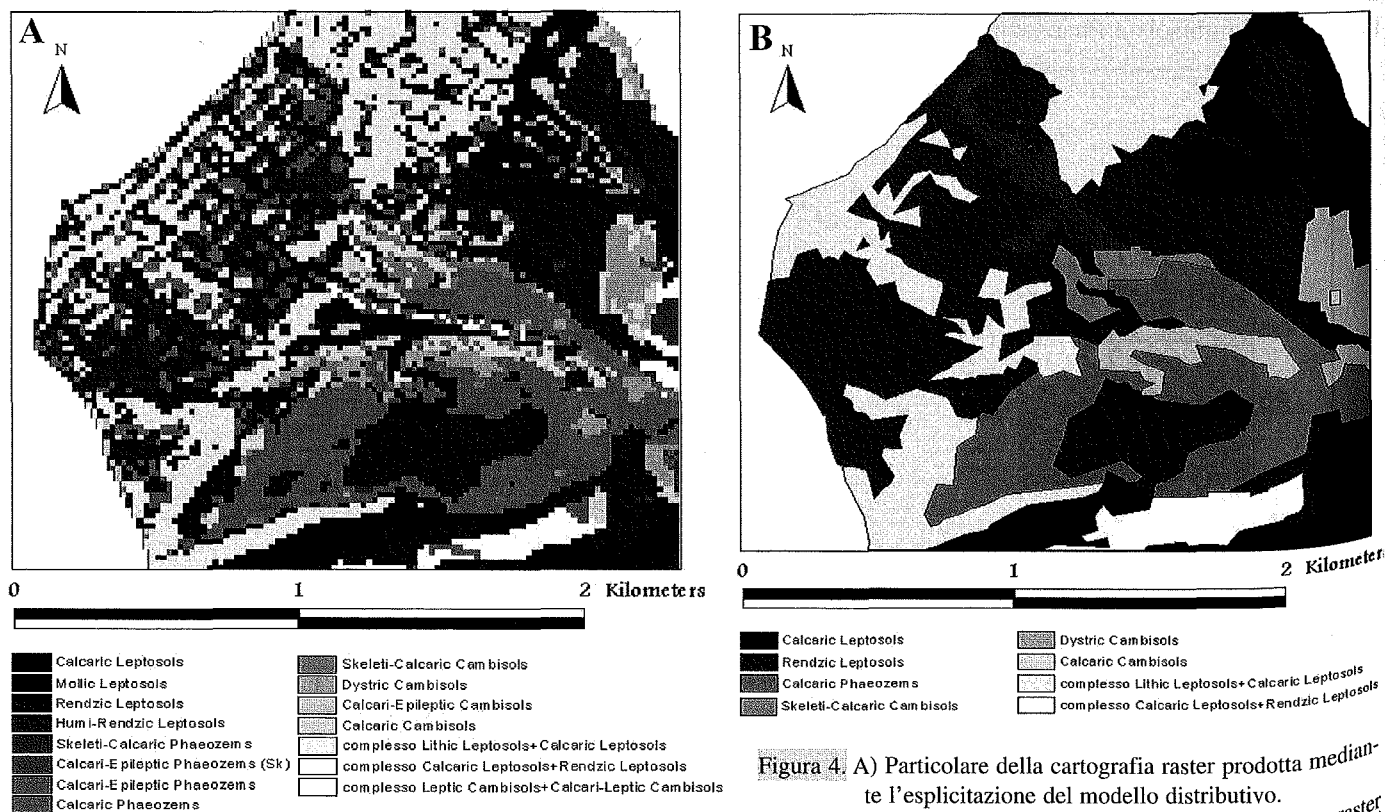 A
N
0 1 2 Kilometers
Calcaric Leptosols
Mollic Leptosols
Rendzic Leptosols
Humi-Rendzic Leptosols
Skeleti-Calcaric Phaeozems
Calcari-Epileptic Phaeozems (Sk)
Calcari-Epileptic Phaeozems
Calcaric Phaeozems
Skeleti-Calcaric Cambisols
Dystric Cambisols
Calcari-Epileptic Cambisols
Calcaric Cambisols
complesso Lithic Leptosols+Calcaric Leptosols
complesso Calcaric Leptosols+Rendzic Leptosols
complesso Leptic Cambisols+Calcari-Leptic Cambisols
B
N
0 1 2 Kilometers
Calcaric Leptosols
Rendzic Leptosols
Calcaric Phaeozems
Skeleti-Calcaric Cambisols
Dystric Cambisols
Calcaric Cambisols
complesso Lithic Leptosols+Calcaric Leptosols
complesso Calcaric Leptosols+Rendzic Leptosols
Figura 4. A) Particolare della cartografia raster prodotta median-
te l'esplicitazione del modello distributivo.
raster